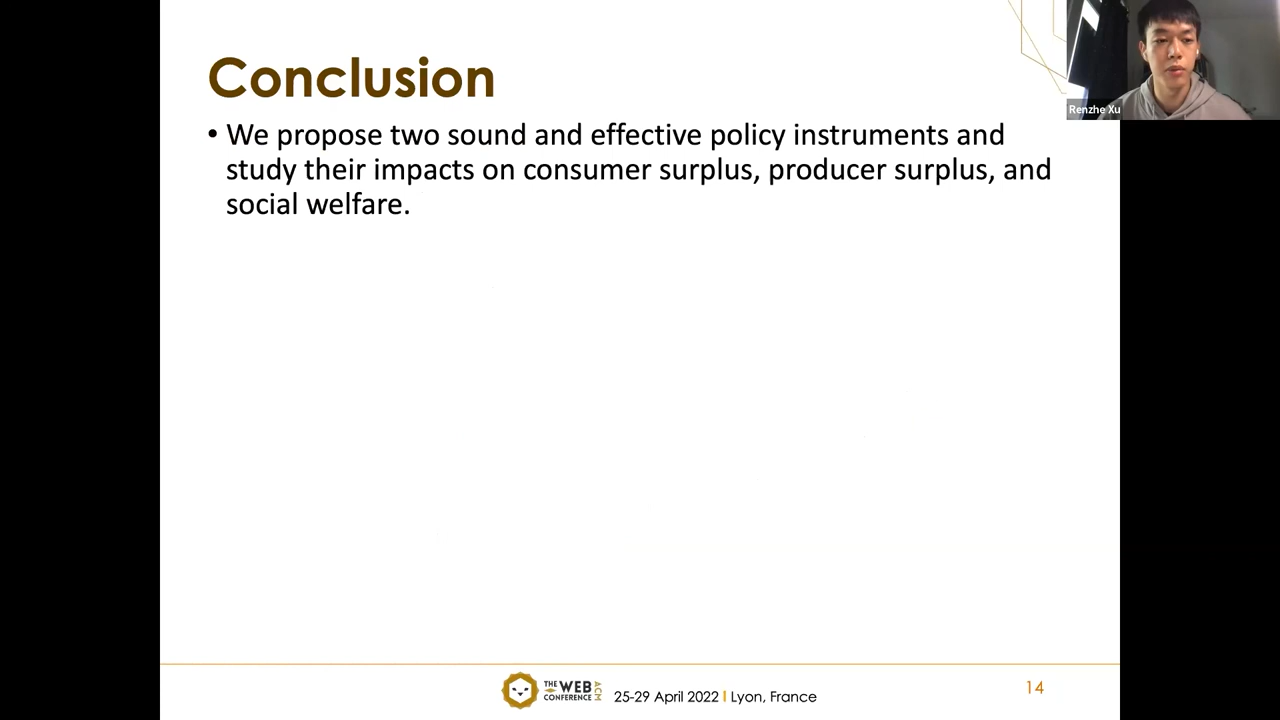 Conclusion
Renzhe Xu
• We propose two sound and effective policy instruments and
study their impacts on consumer surplus, producer surplus, and
social welfare.
THE WEB CONFERENCE ACM
25-29 April 2022 I Lyon, France
14